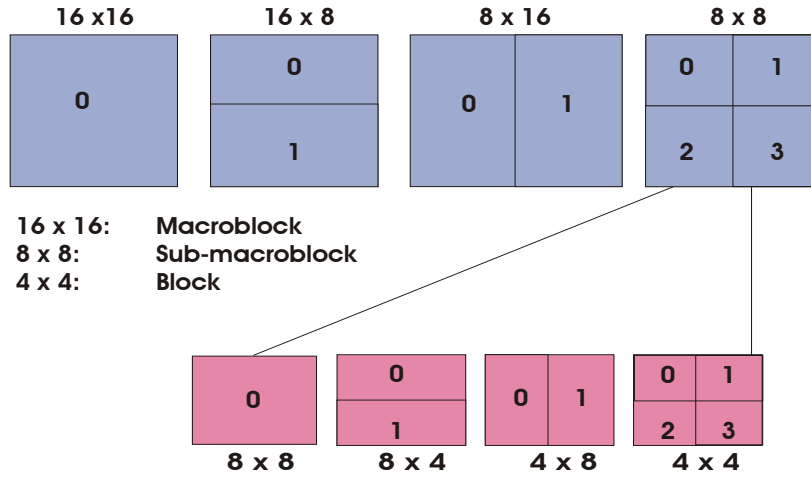 16 x16 16 x 8 8 x 16 8 x 8
0 0 0 1 0 1
1 2 3
16 x 16: Macroblock
8 x 8: Sub-macroblock
4 x 4: Block
0 0 0 1 0 1
1 2 3
8 x 8 8 x 4 4 x 8 4 x 4